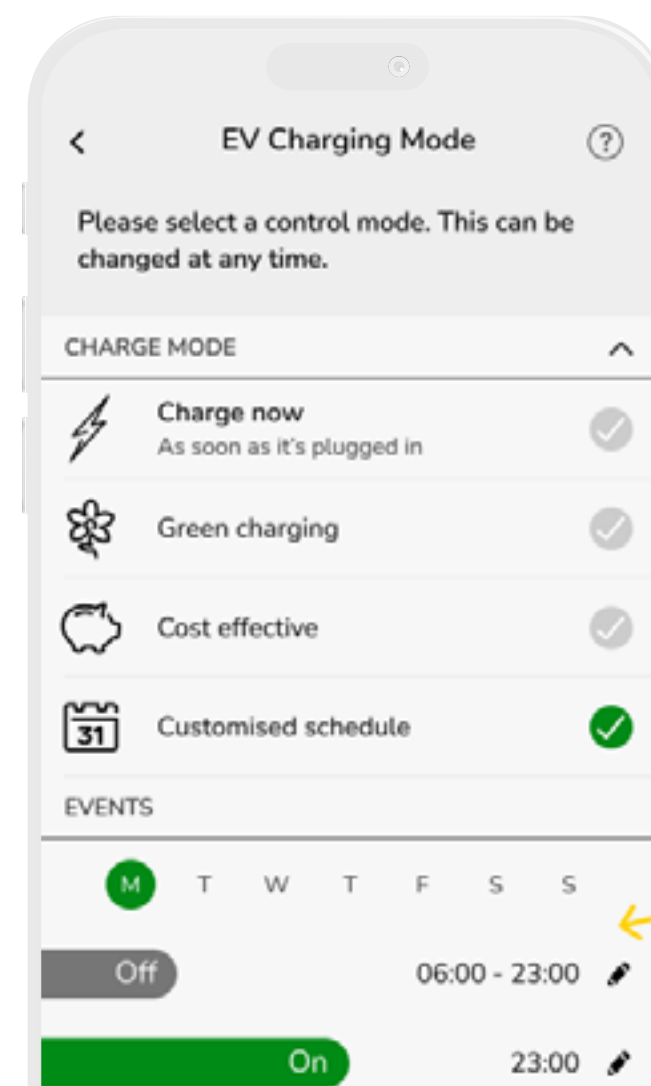 EV Charging Mode
?
Please select a control mode. This can be
changed at any time.
CHARGE MODE
Charge now
As soon as it's plugged in
Green charging
Cost effective
31
Customised schedule
EVENTS
M T W T F S S
Off 06:00 - 23:00
On 23:00